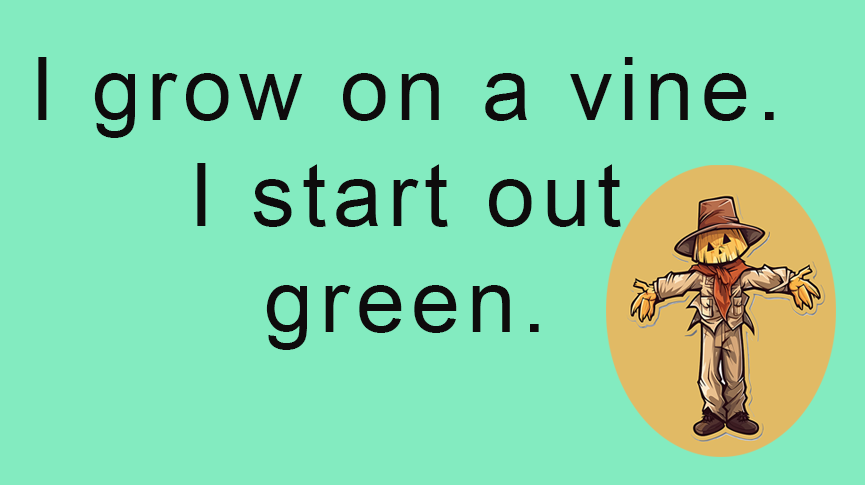 I grow on a vine.
I start out
green.